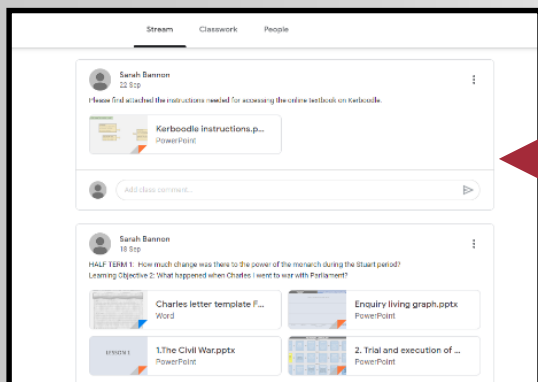 Stream Classwork People
Sarah Bannon
22 Sep
Please find attached the instructions needed for accessing the online textbook on Kerboodle.
Kerboodle instructions.p...
PowerPoint
Add class comment...
Sarah Bannon
18 Sep
HALF TERM 1: How much change was there to the power of the monarch during the Stuart period?
Learning Objective 2: What happened when Charles I went to war with Parliament?
Charles letter template F...
Word
Enquiry living graph.pptx
PowerPoint
LESSON 1
1.The Civil War.pptx
PowerPoint
2. Trial and execution of ...
PowerPoint